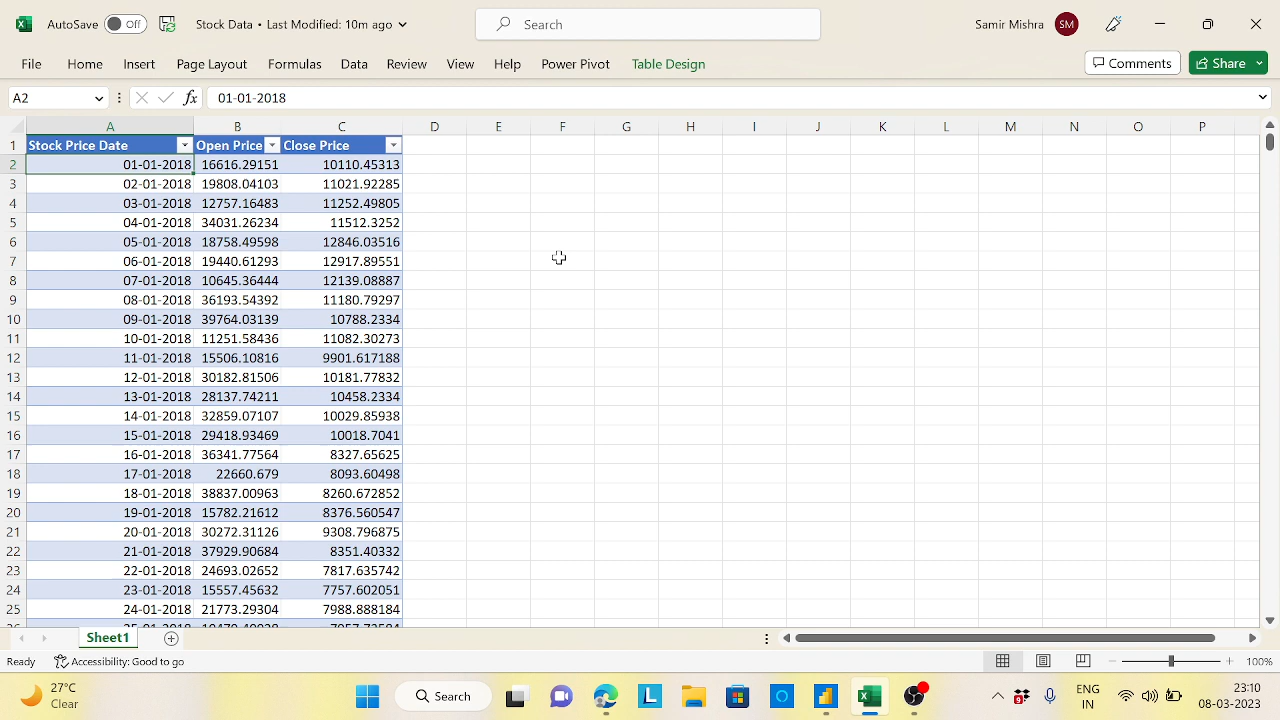 AutoSave Off Stock Data • Last Modified: 10m ago Search Samir Mishra SM
File Home Insert Page Layout Formulas Data Review View Help Power Pivot Table Design Comments Share
A2 fx 01-01-2018
A B C D E F G H I J K L M N O P
1 Stock Price Date Open Price Close Price
2 01-01-2018 16616.29151 10110.45313
3 02-01-2018 19808.04103 11021.92285
4 03-01-2018 12757.16483 11252.49805
5 04-01-2018 34031.26234 11512.3252
6 05-01-2018 18758.49598 12846.03516
7 06-01-2018 19440.61293 12917.89551
8 07-01-2018 10645.36444 12139.08887
9 08-01-2018 36193.54392 11180.79297
10 09-01-2018 39764.03139 10788.2334
11 10-01-2018 11251.58436 11082.30273
12 11-01-2018 15506.10816 9901.617188
13 12-01-2018 30182.81506 10181.77832
14 13-01-2018 28137.74211 10458.2334
15 14-01-2018 32859.07107 10029.85938
16 15-01-2018 29418.93469 10018.7041
17 16-01-2018 36341.77564 8327.65625
18 17-01-2018 22660.679 8093.60498
19 18-01-2018 38837.00963 8260.672852
20 19-01-2018 15782.21612 8376.560547
21 20-01-2018 30272.31126 9308.796875
22 21-01-2018 37929.90684 8351.40332
23 22-01-2018 24693.02652 7817.635742
24 23-01-2018 15557.45632 7757.602051
25 24-01-2018 21773.29304 7988.888184
Sheet1
Ready Accessibility: Good to go 100%
27°C
Clear
Search
L
9
ENG
IN
23:10
08-03-2023